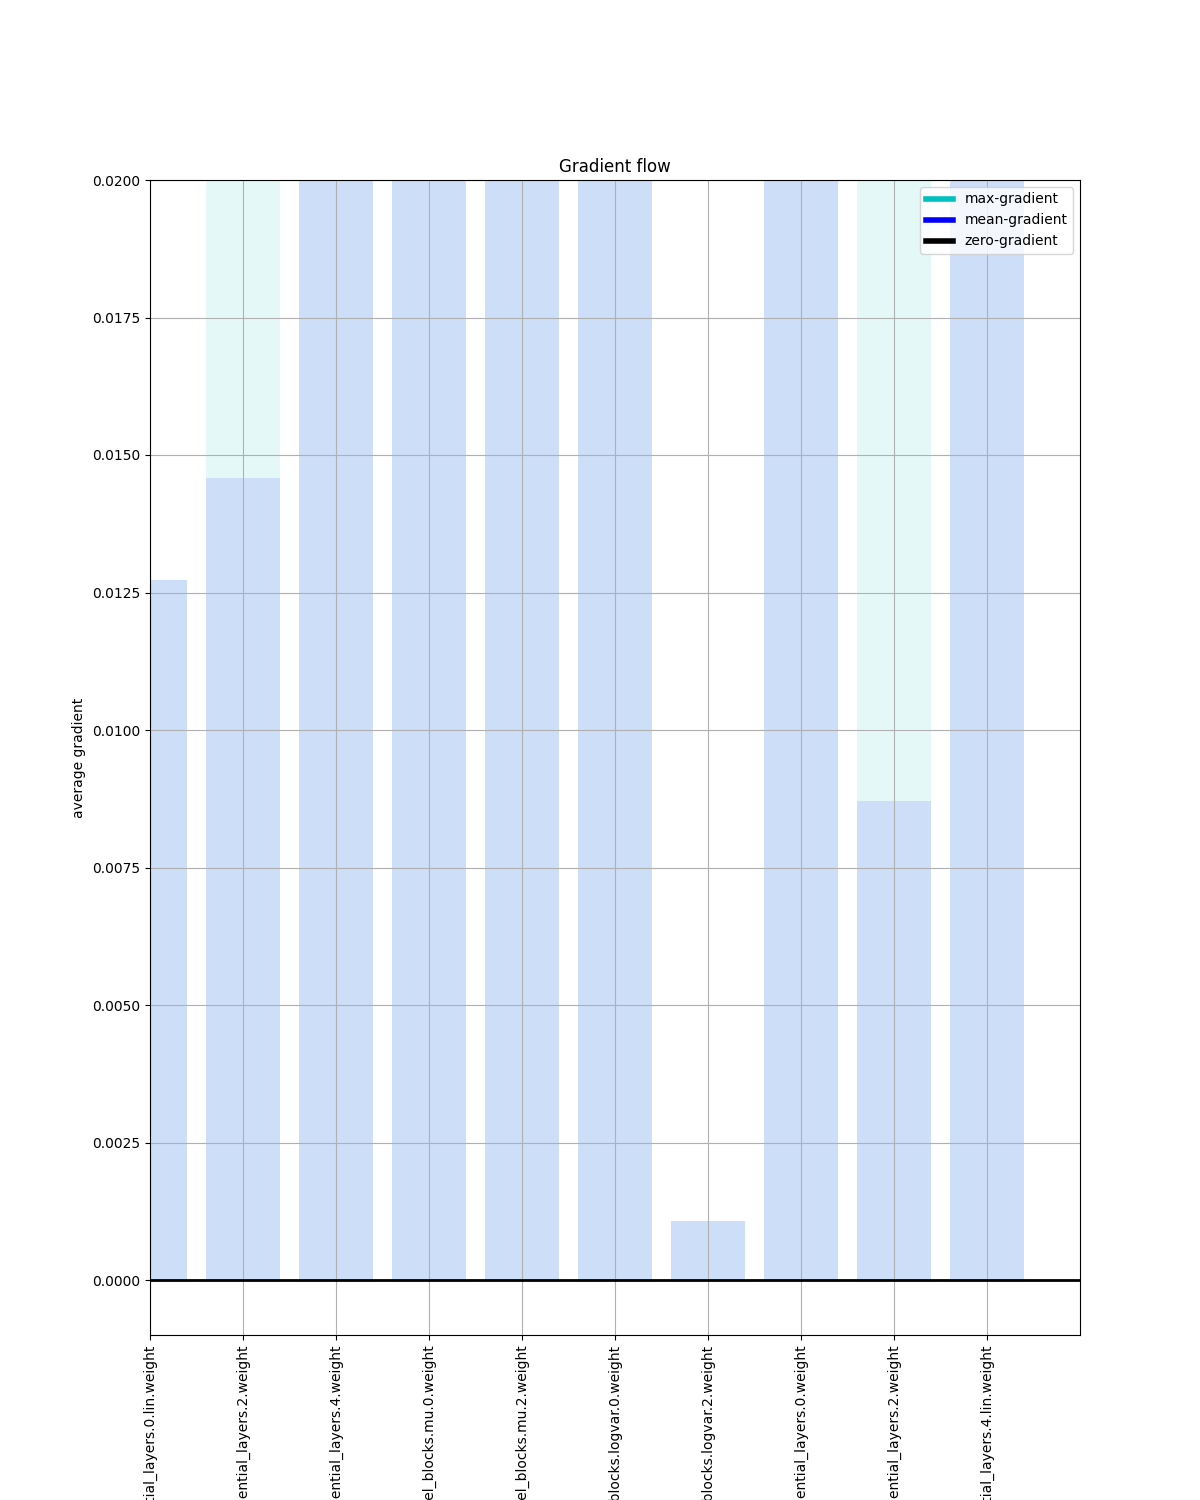 Gradient flow
max-gradient
mean-gradient
zero-gradient
0.0200
0.0175
0.0150
0.0125
0.0100
0.0075
0.0050
0.0025
0.0000
average gradient
tial_layers.0.lin.weight
ential_layers.2.weight
ential_layers.4.weight
el_blocks.mu.0.weight
el_blocks.mu.2.weight
blocks.logvar.0.weight
blocks.logvar.2.weight
ential_layers.0.weight
ential_layers.2.weight
tial_layers.4.lin.weight